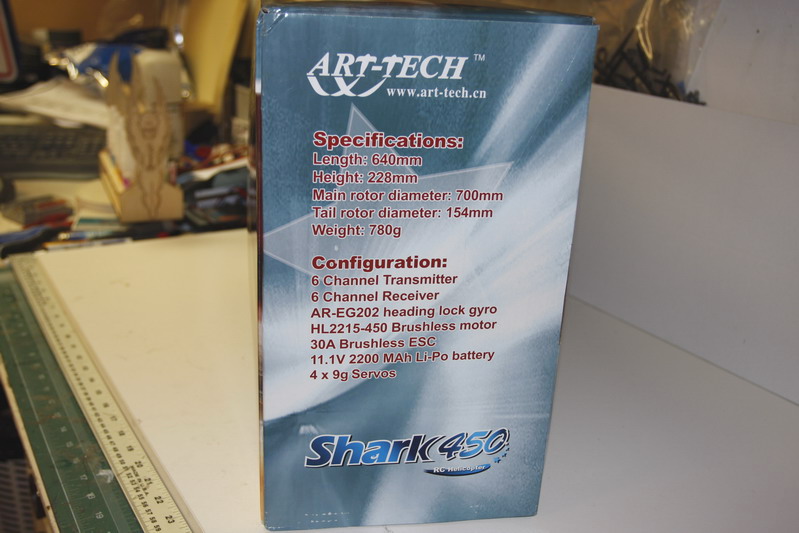 ART-TECH™
www.art-tech.cn
Specifications:
Length: 640mm
Height: 228mm
Main rotor diameter: 700mm
Tail rotor diameter: 154mm
Weight: 780g
Configuration:
6 Channel Transmitter
6 Channel Receiver
AR-EG202 heading lock gyro
HL2215-450 Brushless motor
30A Brushless ESC
11.1V 2200 MAh Li-Po battery
4 x 9g Servos
Shark 450
RC Helicopter